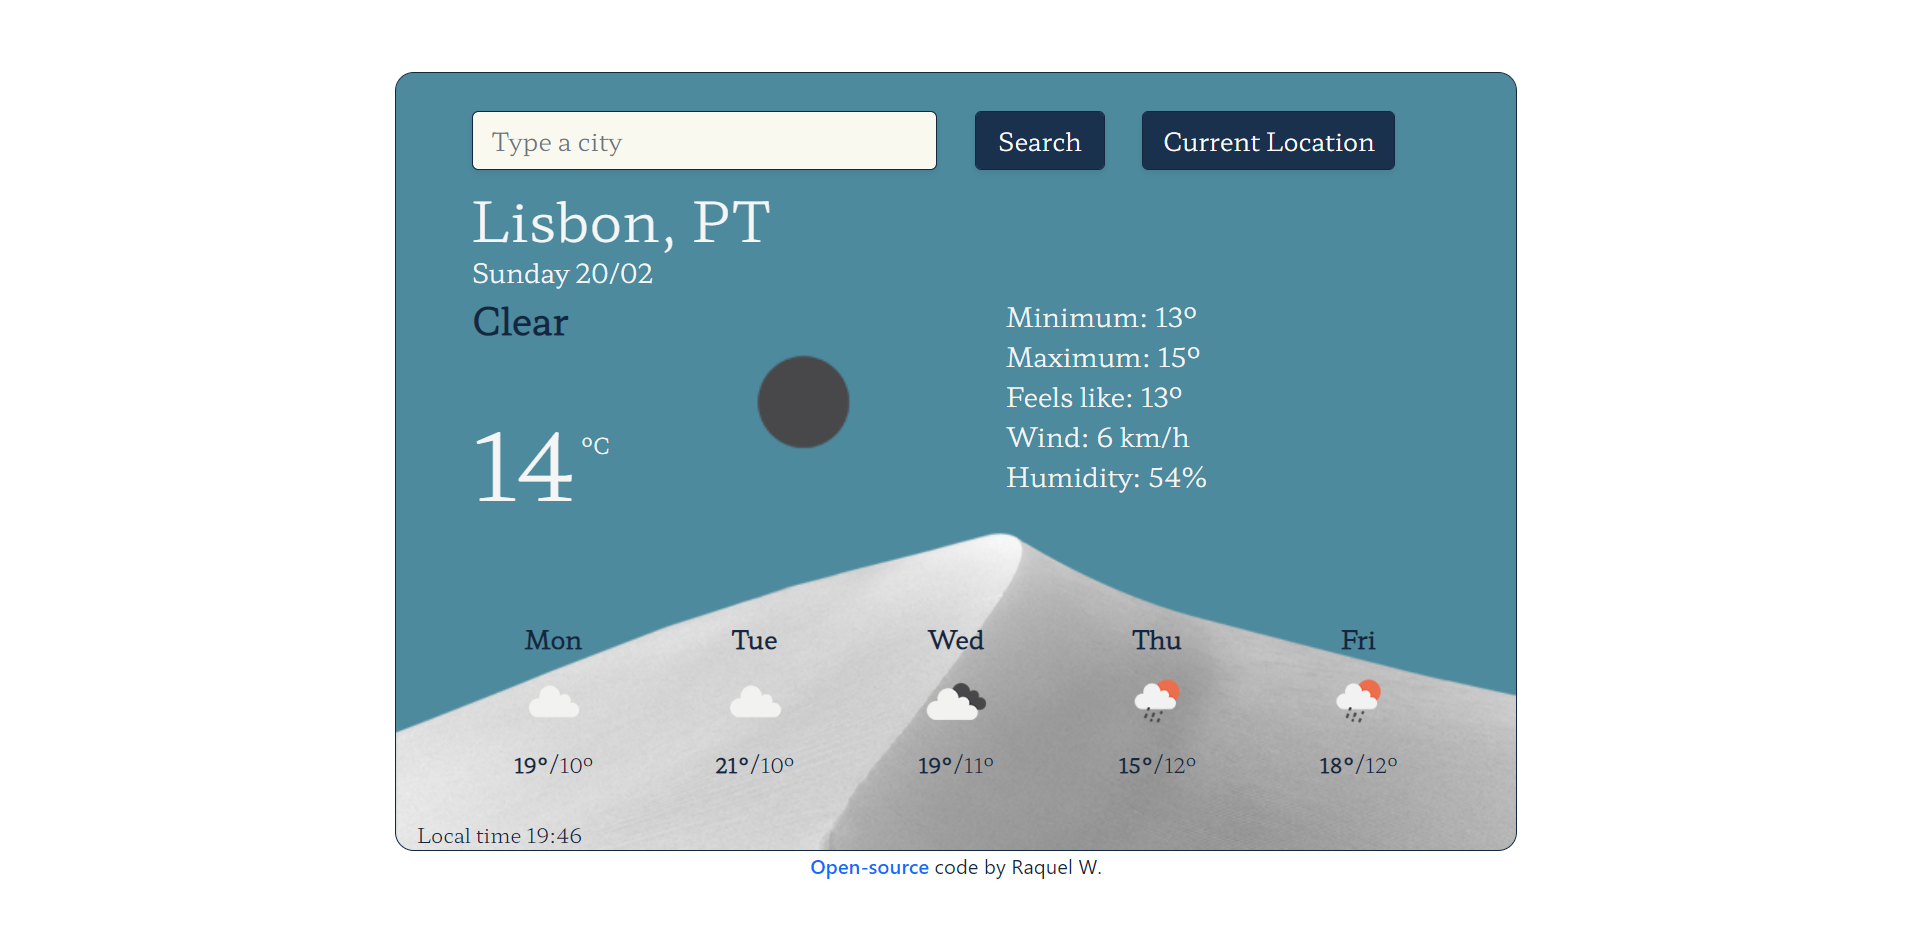 Type a city
Search
Current Location
Lisbon, PT
Sunday 20/02
Clear
14 ºC
Minimum: 13º
Maximum: 15º
Feels like: 13º
Wind: 6 km/h
Humidity: 54%
Mon Tue Wed Thu Fri
19º/10º 21º/10º 19º/11º 15º/12º 18º/12º
Local time 19:46
Open-source code by Raquel W.